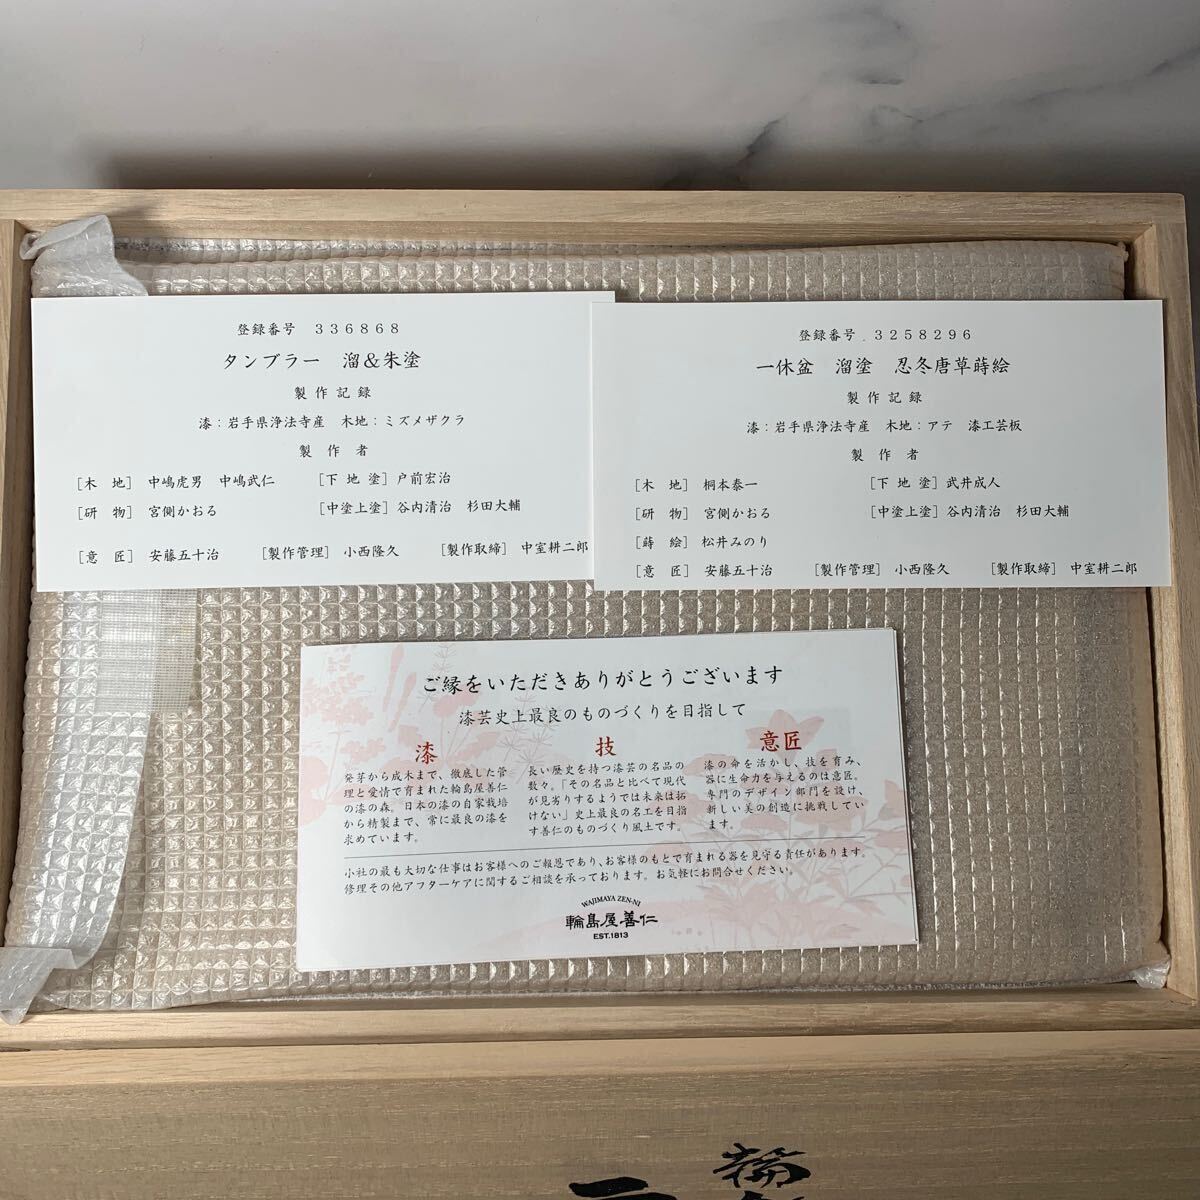 登録番号　３３６８６８
タンブラー　溜＆朱塗
製作記録
漆：岩手県浄法寺産　木地：ミズメザクラ
製作者
［木　地］　中嶋虎男　中嶋武仁　［下 地 塗］戸前宏治
［研　物］　宮側かおる　［中塗上塗］谷内清治　杉田大輔
［意　匠］　安藤五十治　［製作管理］　小西隆久　［製作取締］　中室耕二郎
登録番号　３２５８２９６
一休盆　溜塗　忍冬唐草蒔絵
製作記録
漆：岩手県浄法寺産　木地：アテ　漆工芸板
製作者
［木　地］　桐本泰一　［下 地 塗］武井成人
［研　物］　宮側かおる　［中塗上塗］谷内清治　杉田大輔
［蒔　絵］　松井みのり
［意　匠］　安藤五十治　［製作管理］　小西隆久　［製作取締］　中室耕二郎
ご縁をいただきありがとうございます
漆芸史上最良のものづくりを目指して
漆
発芽から成木まで、徹底した管
理と愛情で育まれた輪島屋善仁
の漆の森。日本の漆の自家栽培
から精製まで、常に最良の漆を
求めています。
技
長い歴史を持つ漆芸の名品の
数々。「その名品と比べて現代
が見劣りするようでは未来は拓
けない」史上最良の名工を目指
す善仁のものづくり風土です。
意匠
漆の命を活かし、技を育み、
器に生命力を与えるのは意匠。
専門のデザイン部門を設け、
新しい美の創造に挑戦してい
ます。
小社の最も大切な仕事はお客様へのご報恩であり、お客様のもとで育まれる器を見守る責任があります。
修理その他アフターケアに関するご相談を承っております。お気軽にお問合せください。
WAJIMAYA ZEN-NI
輪島屋善仁
EST.1813
輪